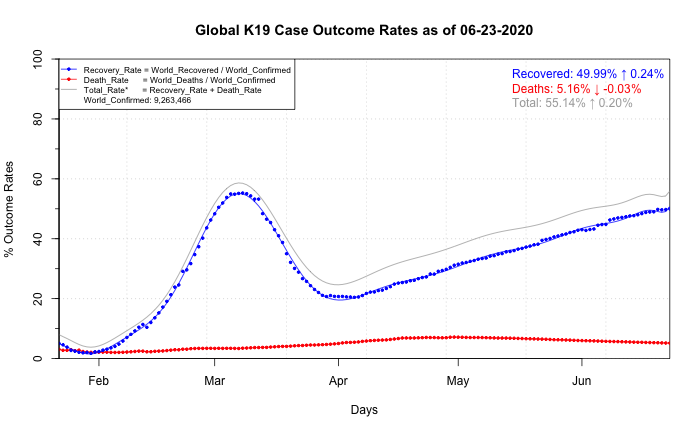 Global K19 Case Outcome Rates as of 06-23-2020
Recovery_Rate = World_Recovered / World_Confirmed
Death_Rate = World_Deaths / World_Confirmed
Total_Rate* = Recovery_Rate + Death_Rate
World_Confirmed: 9,263,466
Recovered: 49.99% ↑ 0.24%
Deaths: 5.16% ↓ -0.03%
Total: 55.14% ↑ 0.20%
% Outcome Rates
100
80
60
40
20
0
Feb Mar Apr May Jun
Days